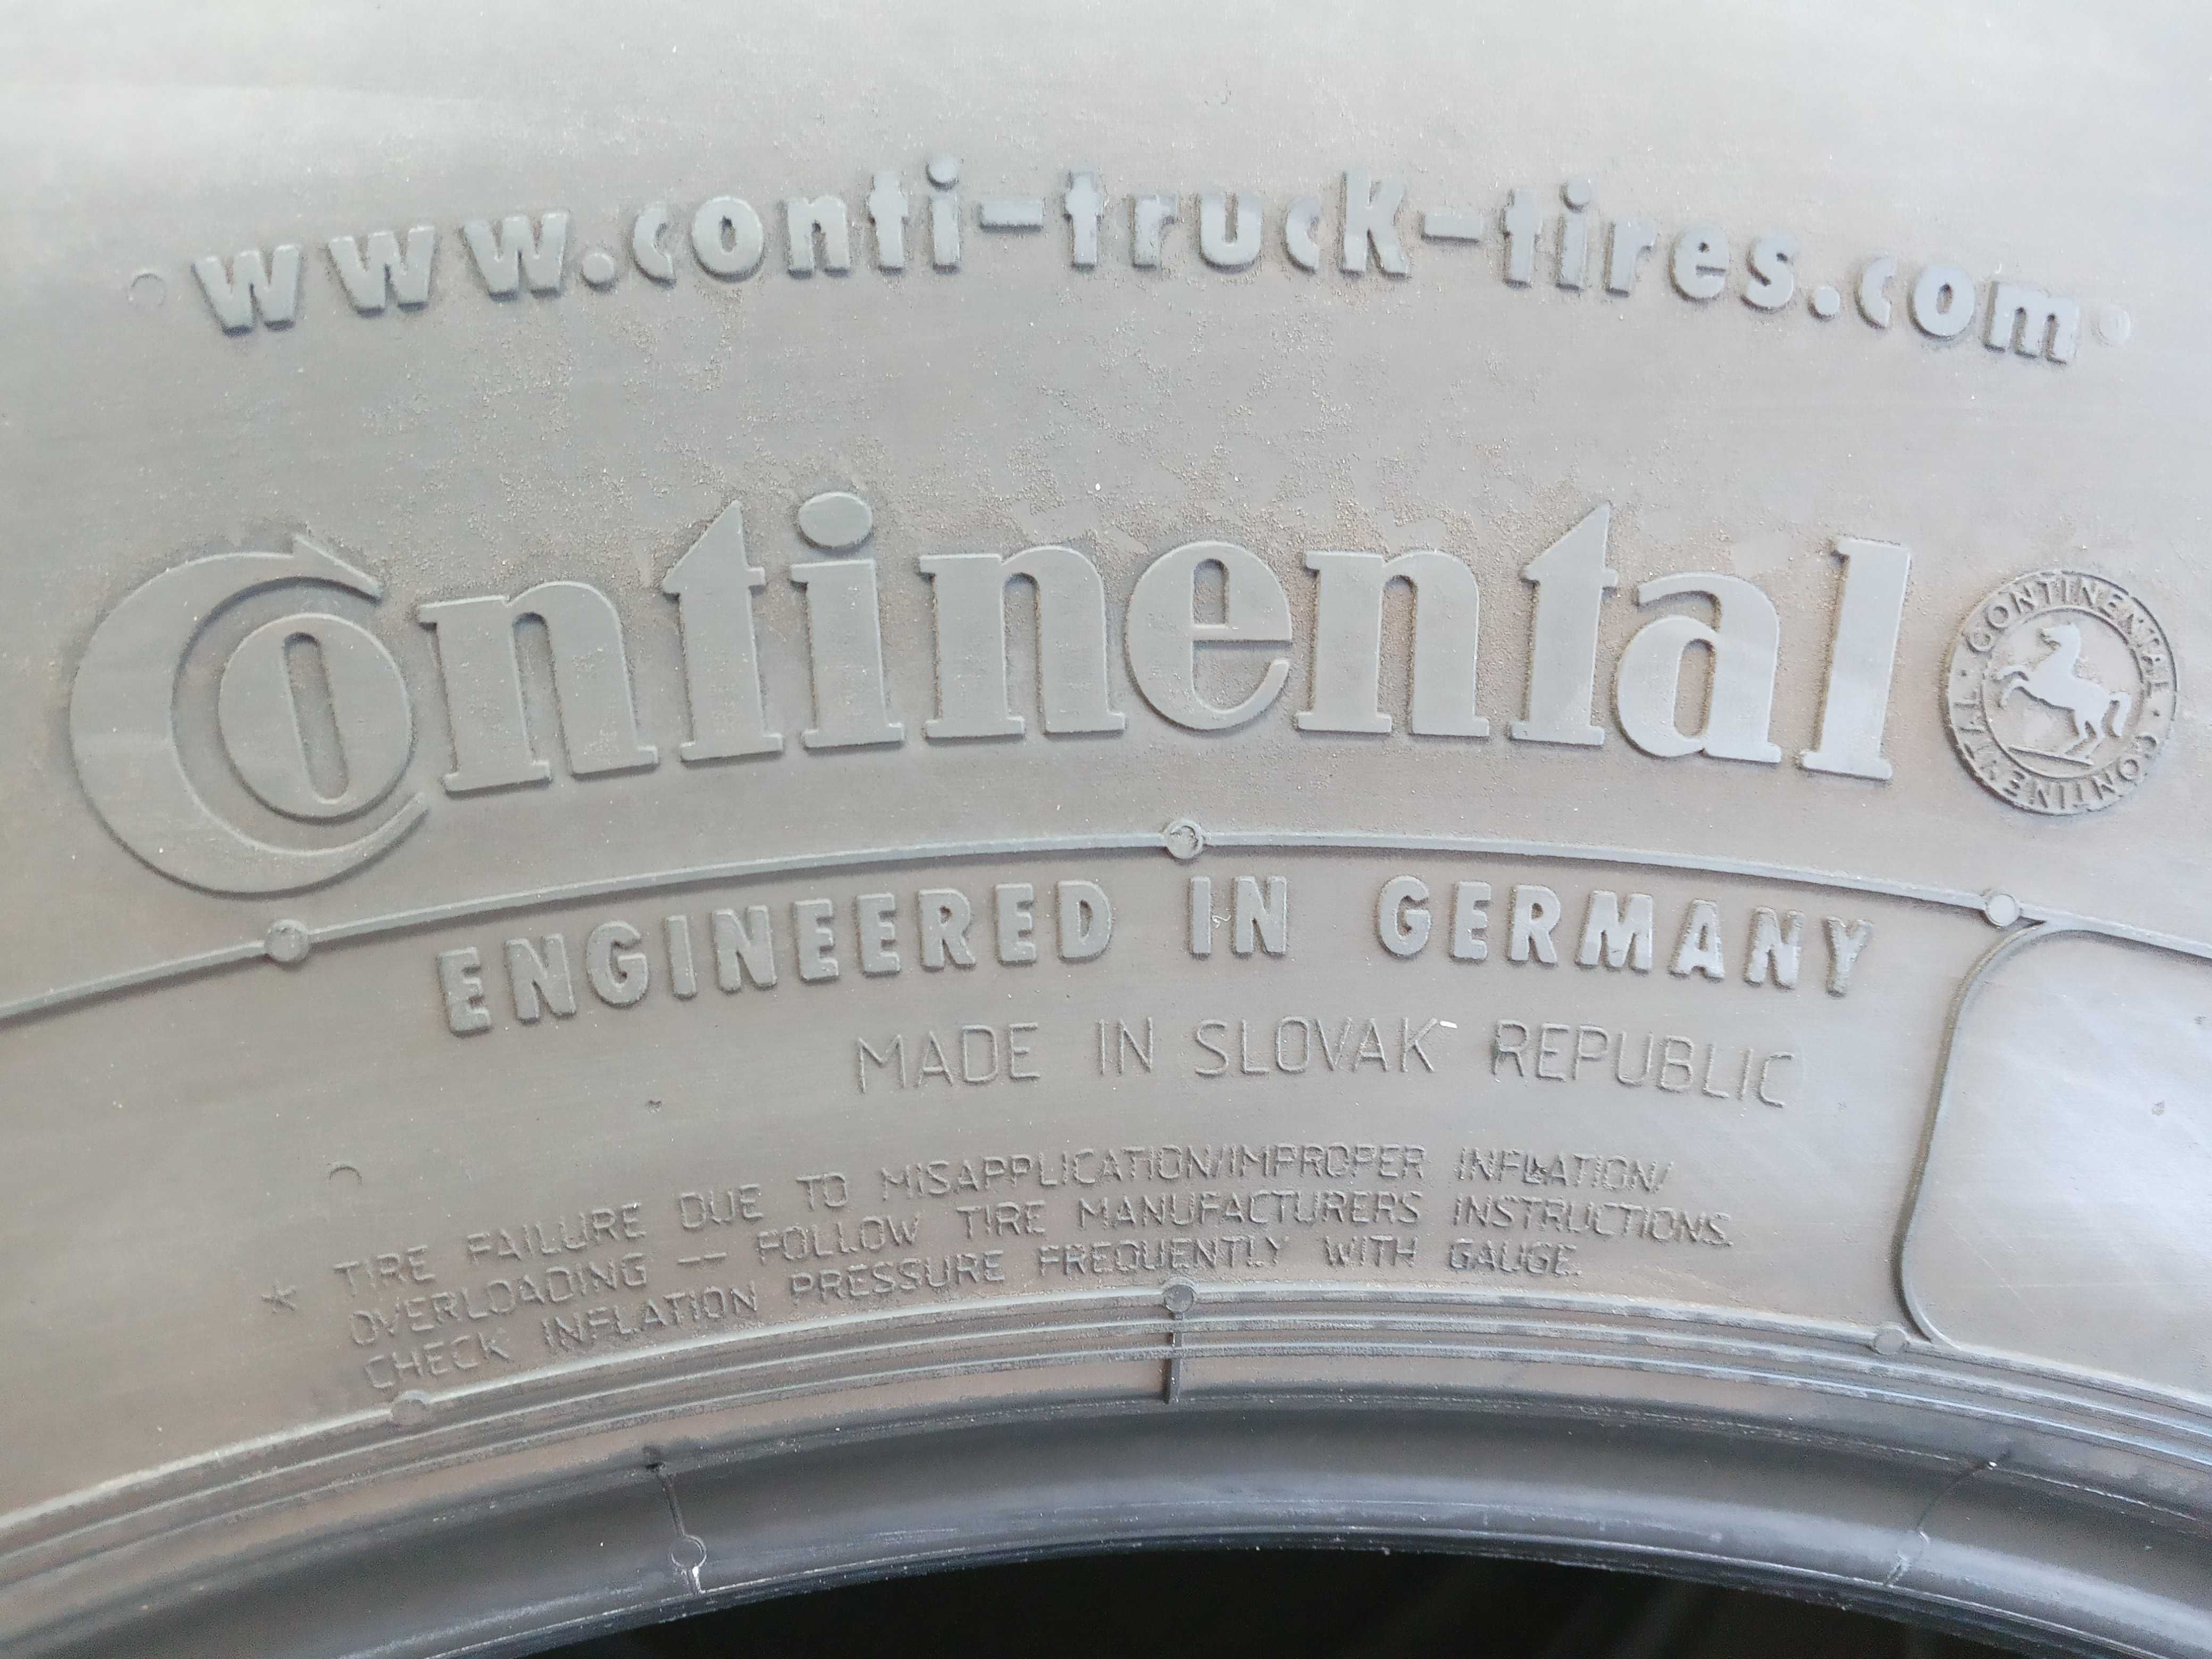 www.conti-truck-tires.com
Continental
CONTINENTAL · CONTINENTAL ·
ENGINEERED IN GERMANY
MADE IN SLOVAK REPUBLIC
* TIRE FAILURE DUE TO MISAPPLICATION/IMPROPER INFLATION/
OVERLOADING -- FOLLOW TIRE MANUFACTURERS INSTRUCTIONS.
CHECK INFLATION PRESSURE FREQUENTLY WITH GAUGE.